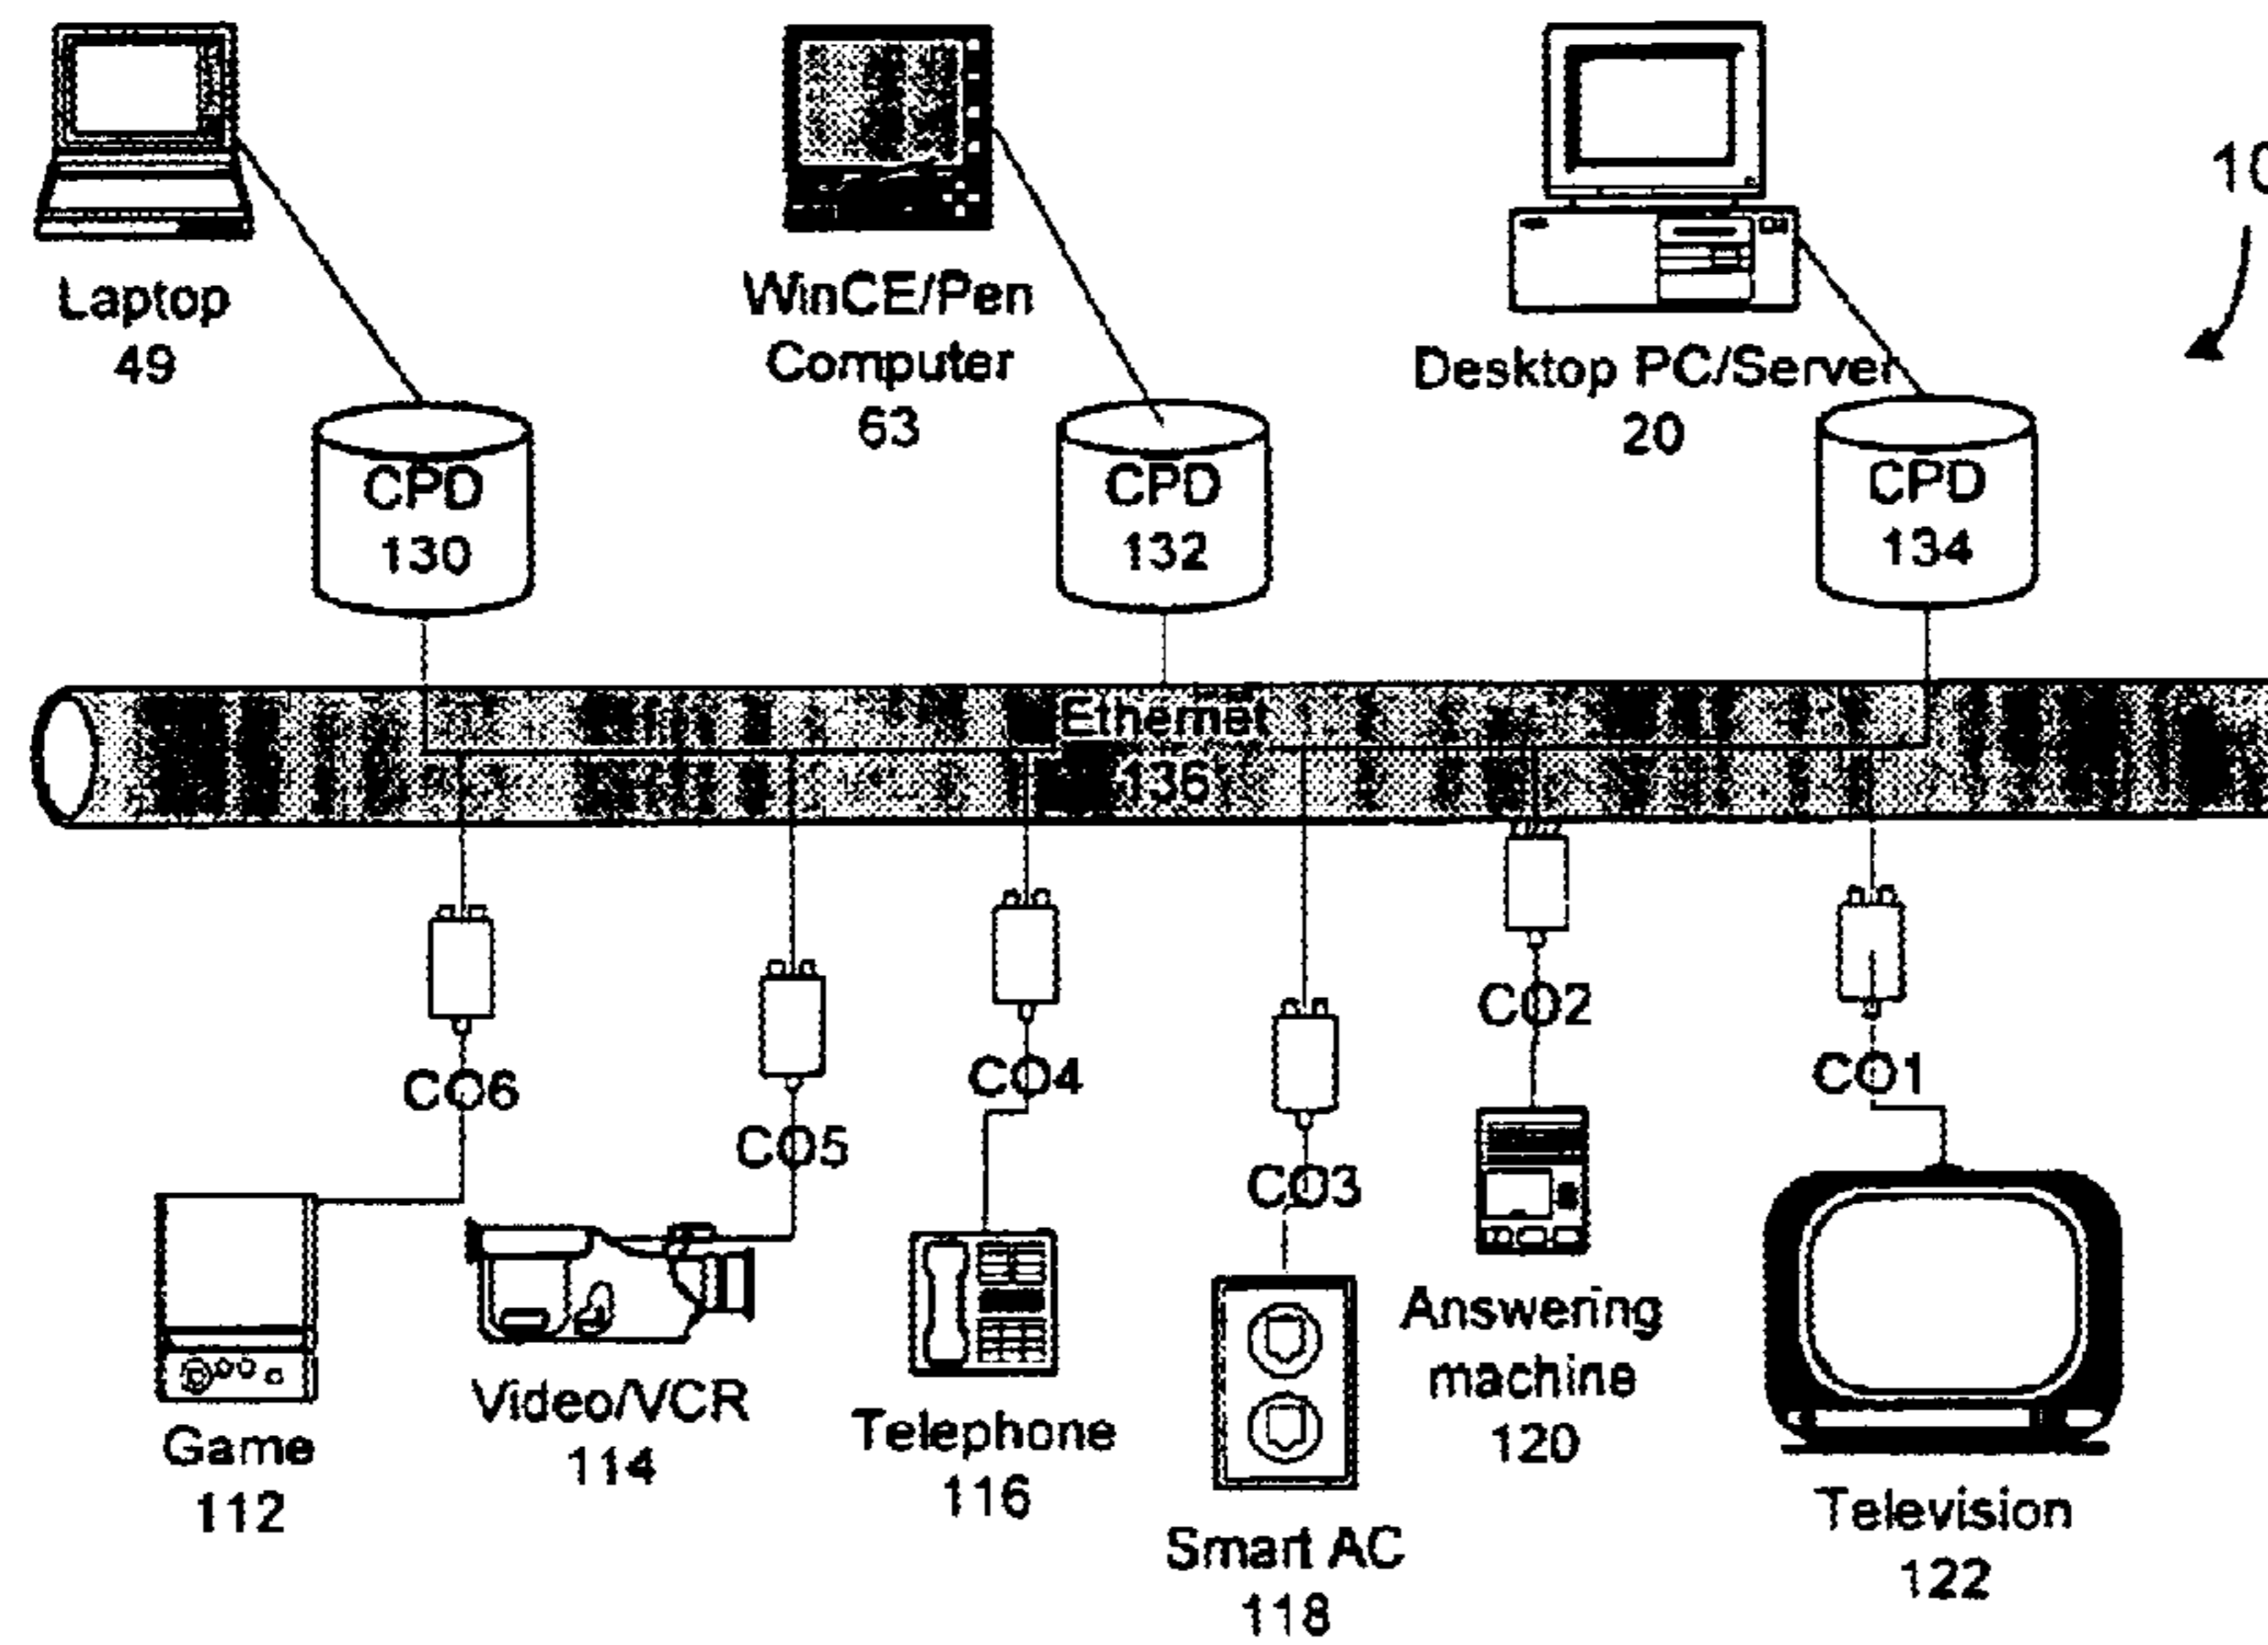 Laptop
49
WinCE/Pen
Computer
63
Desktop PC/Server
20
10
CPD
130
CPD
132
CPD
134
Ethernet
136
CO6
CO5
CO4
CO3
CO2
CO1
Game
112
Video/VCR
114
Telephone
116
Smart AC
118
Answering
machine
120
Television
122